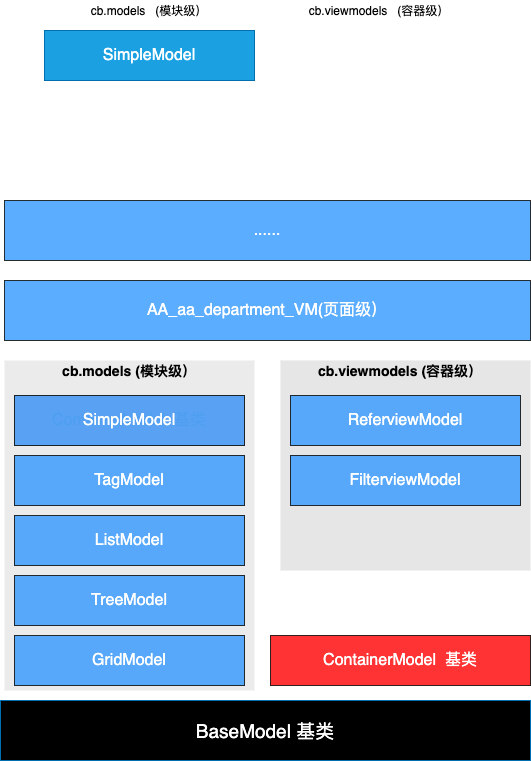 cb.models （模块级）
cb.viewmodels （容器级）
SimpleModel
......
AA_aa_department_VM(页面级）
cb.models (模块级）
cb.viewmodels (容器级）
SimpleModel
ReferviewModel
TagModel
FilterviewModel
ListModel
TreeModel
GridModel
ContainerModel 基类
BaseModel 基类